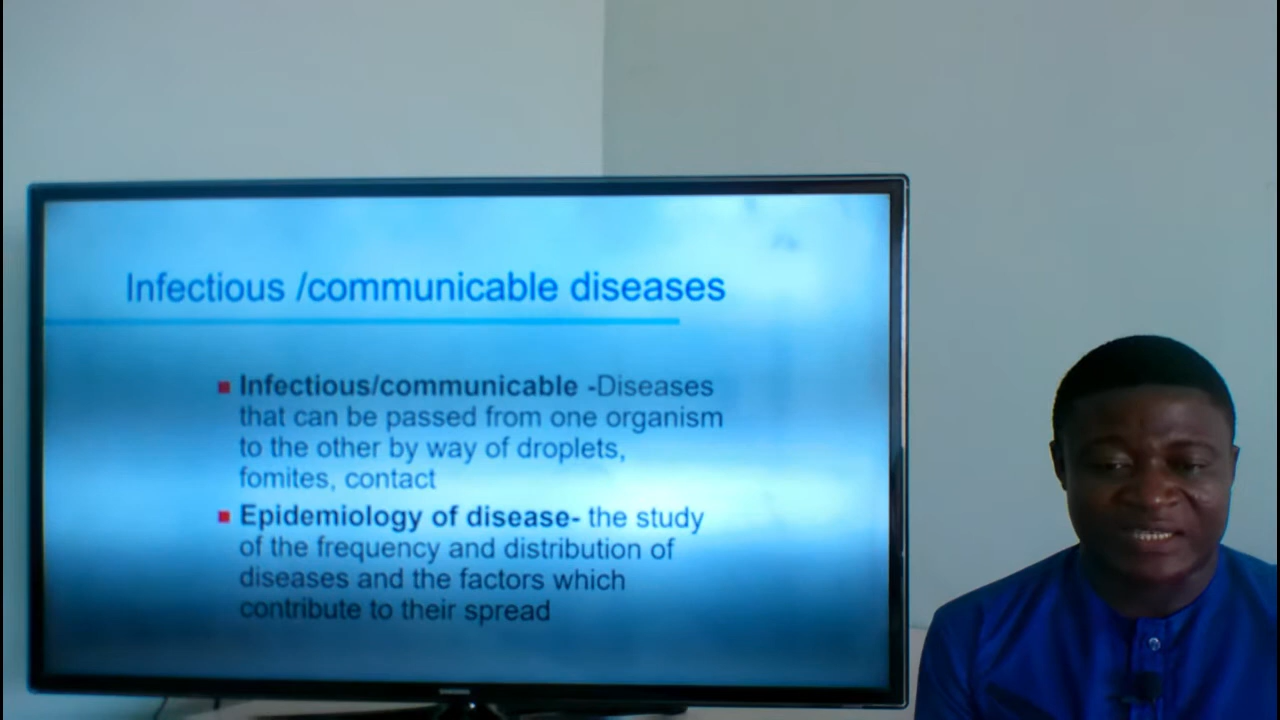 Infectious /communicable diseases
Infectious/communicable -Diseases
that can be passed from one organism
to the other by way of droplets,
fomites, contact
Epidemiology of disease- the study
of the frequency and distribution of
diseases and the factors which
contribute to their spread
SAMSUNG